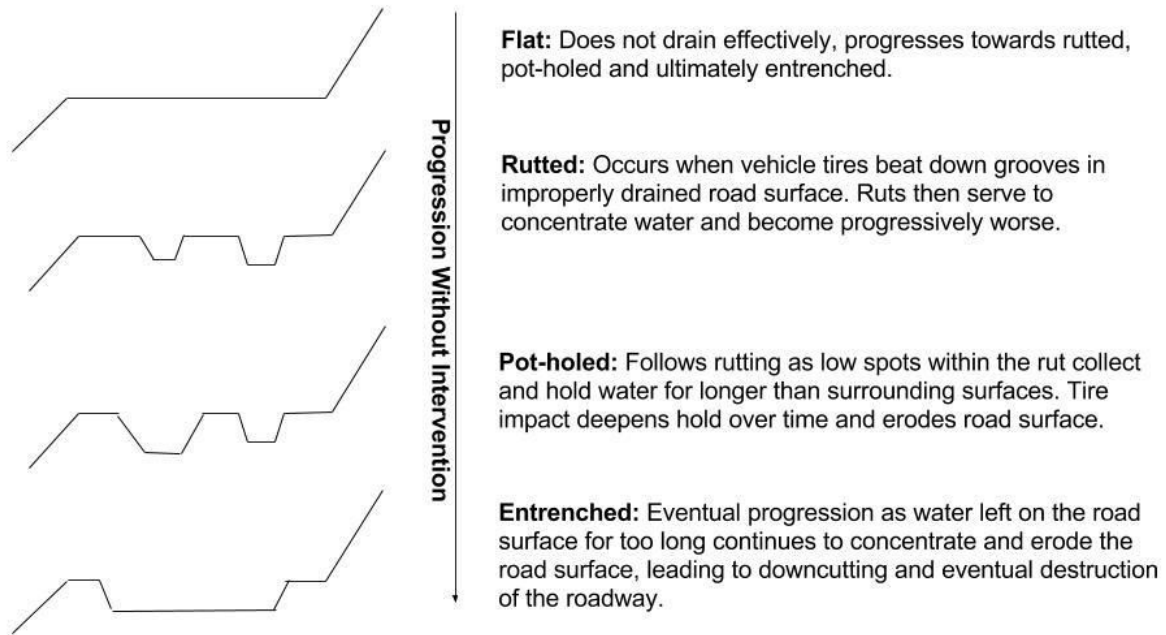 Flat: Does not drain effectively, progresses towards rutted,
pot-holed and ultimately entrenched.
Progression Without Intervention
Rutted: Occurs when vehicle tires beat down grooves in
improperly drained road surface. Ruts then serve to
concentrate water and become progressively worse.
Pot-holed: Follows rutting as low spots within the rut collect
and hold water for longer than surrounding surfaces. Tire
impact deepens hold over time and erodes road surface.
Entrenched: Eventual progression as water left on the road
surface for too long continues to concentrate and erode the
road surface, leading to downcutting and eventual destruction
of the roadway.